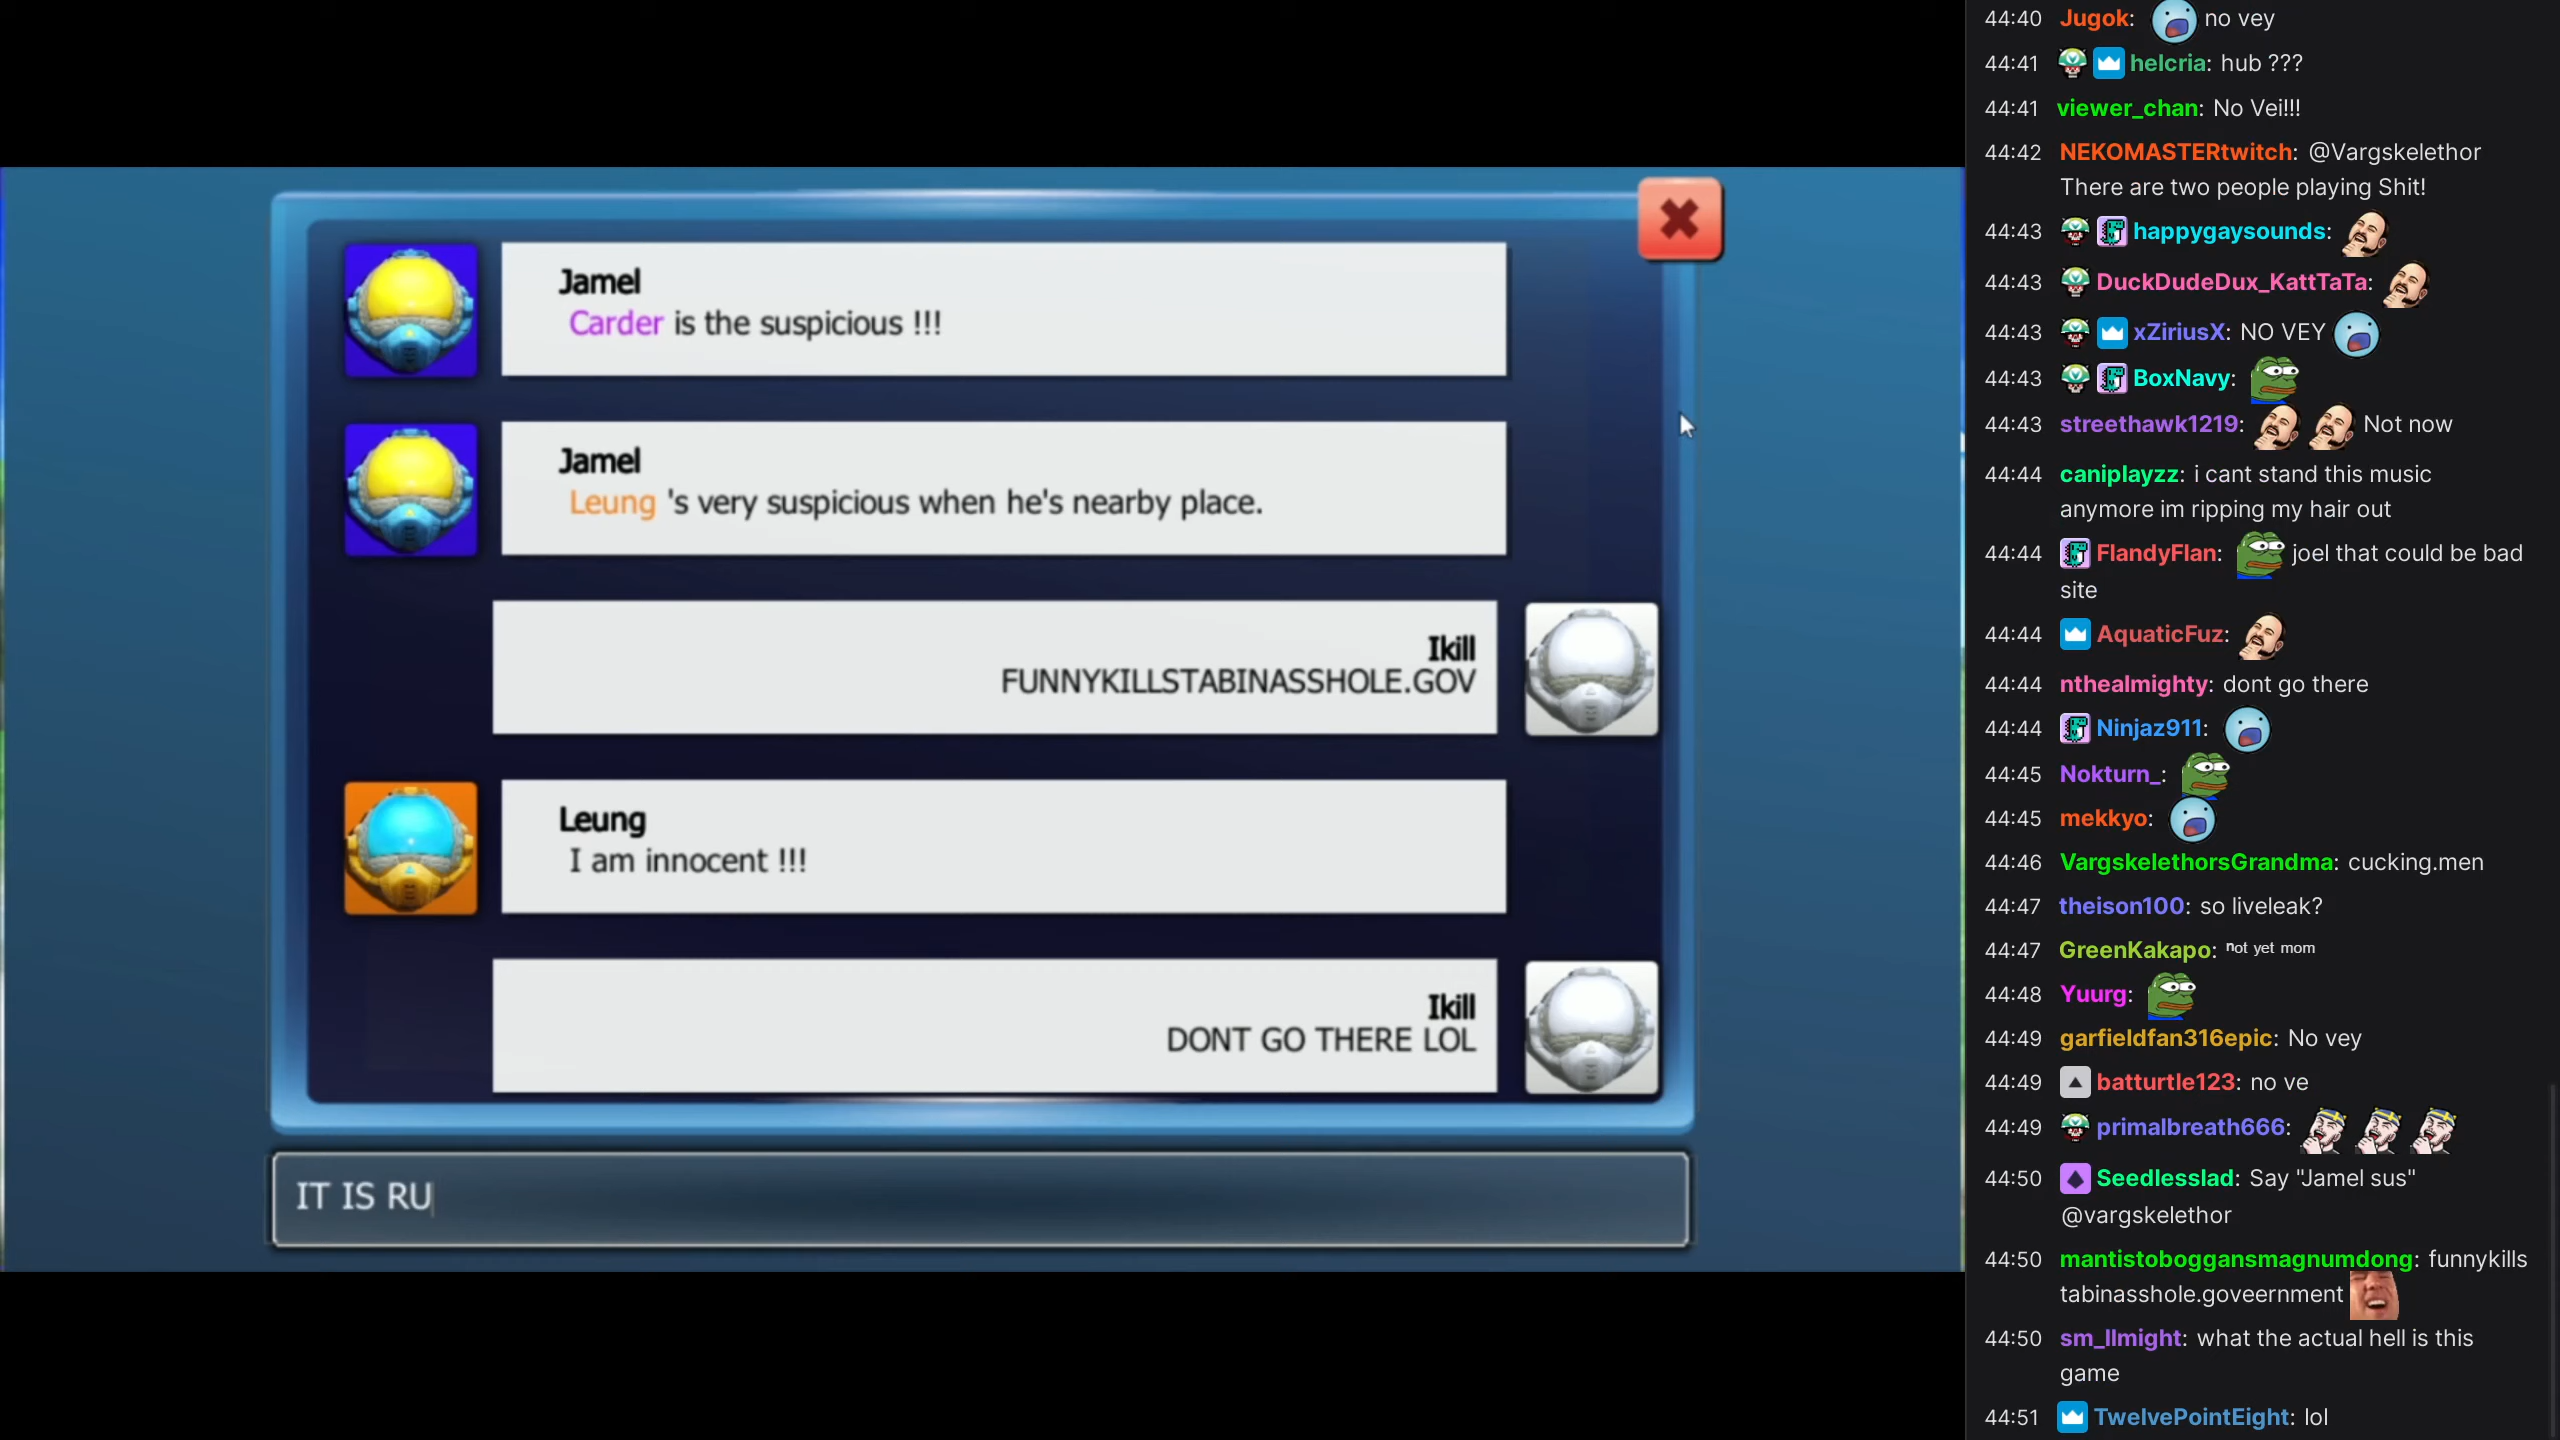 Jamel
Carder is the suspicious !!!
Jamel
Leung 's very suspicious when he's nearby place.
Ikill
FUNNYKILLSTABINASSHOLE.GOV
Leung
I am innocent !!!
Ikill
DONT GO THERE LOL
IT IS RU
44:40 Jugok: no vey
44:41 helcria: hub ???
44:41 viewer_chan: No Vei!!!
44:42 NEKOMASTERtwitch: @Vargskelethor
There are two people playing Shit!
44:43 happygaysounds:
44:43 DuckDudeDux_KattTaTa:
44:43 xZiriusX: NO VEY
44:43 BoxNavy:
44:43 streethawk1219: Not now
44:44 caniplayzz: i cant stand this music
anymore im ripping my hair out
44:44 FlandyFlan: joel that could be bad
site
44:44 AquaticFuz:
44:44 nthealmighty: dont go there
44:44 Ninjaz911:
44:45 Nokturn_:
44:45 mekkyo:
44:46 VargskelethorsGrandma: cucking.men
44:47 theison100: so liveleak?
44:47 GreenKakapo: ⁿot yet mom
44:48 Yuurg:
44:49 garfieldfan316epic: No vey
44:49 batturtle123: no ve
44:49 primalbreath666:
44:50 Seedlesslad: Say "Jamel sus"
@vargskelethor
44:50 mantistoboggansmagnumdong: funnykills
tabinasshole.goveernment
44:50 sm_llmight: what the actual hell is this
game
44:51 TwelvePointEight: lol